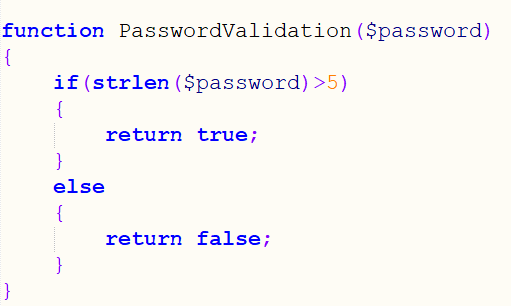 function PasswordValidation($password)
{
    if(strlen($password)>5)
    {
        return true;
    }
    else
    {
        return false;
    }
}